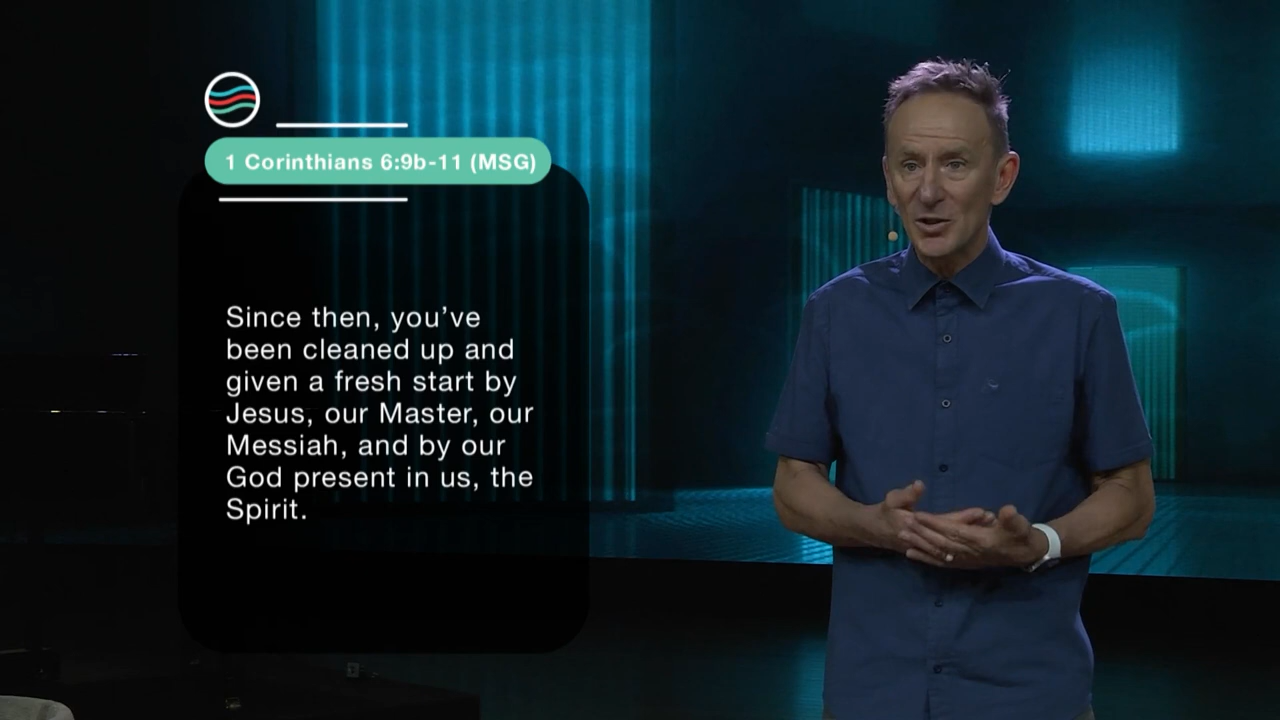 1 Corinthians 6:9b-11 (MSG)
Since then, you’ve
been cleaned up and
given a fresh start by
Jesus, our Master, our
Messiah, and by our
God present in us, the
Spirit.